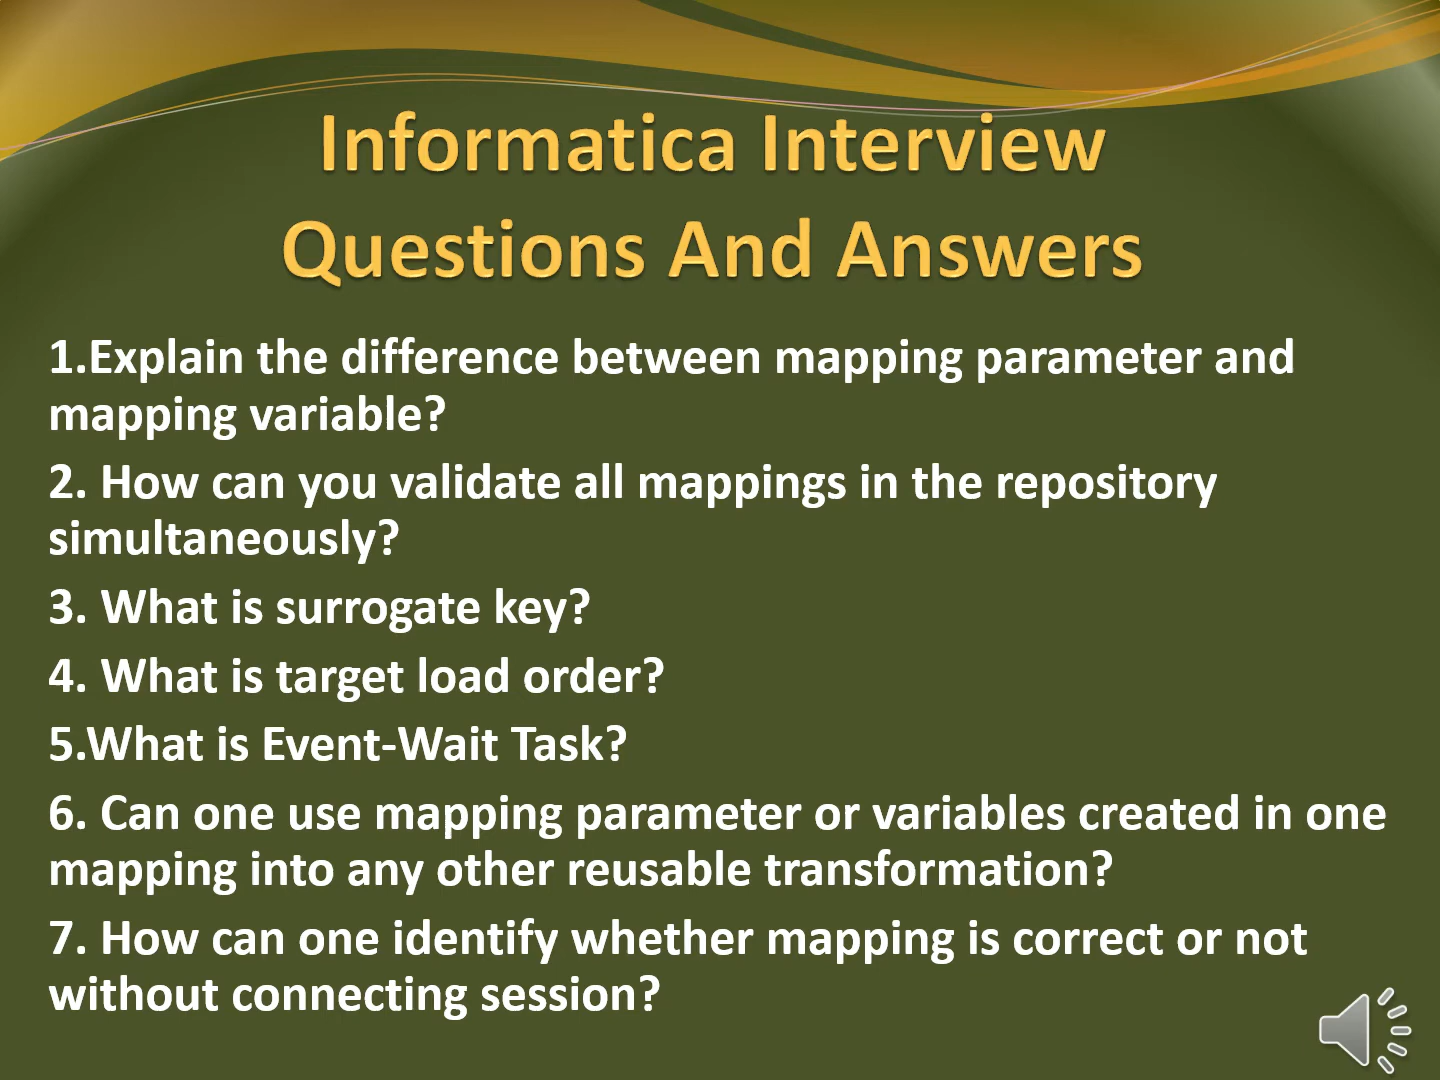 Informatica Interview
Questions And Answers
1.Explain the difference between mapping parameter and
mapping variable?
2. How can you validate all mappings in the repository
simultaneously?
3. What is surrogate key?
4. What is target load order?
5.What is Event-Wait Task?
6. Can one use mapping parameter or variables created in one
mapping into any other reusable transformation?
7. How can one identify whether mapping is correct or not
without connecting session?